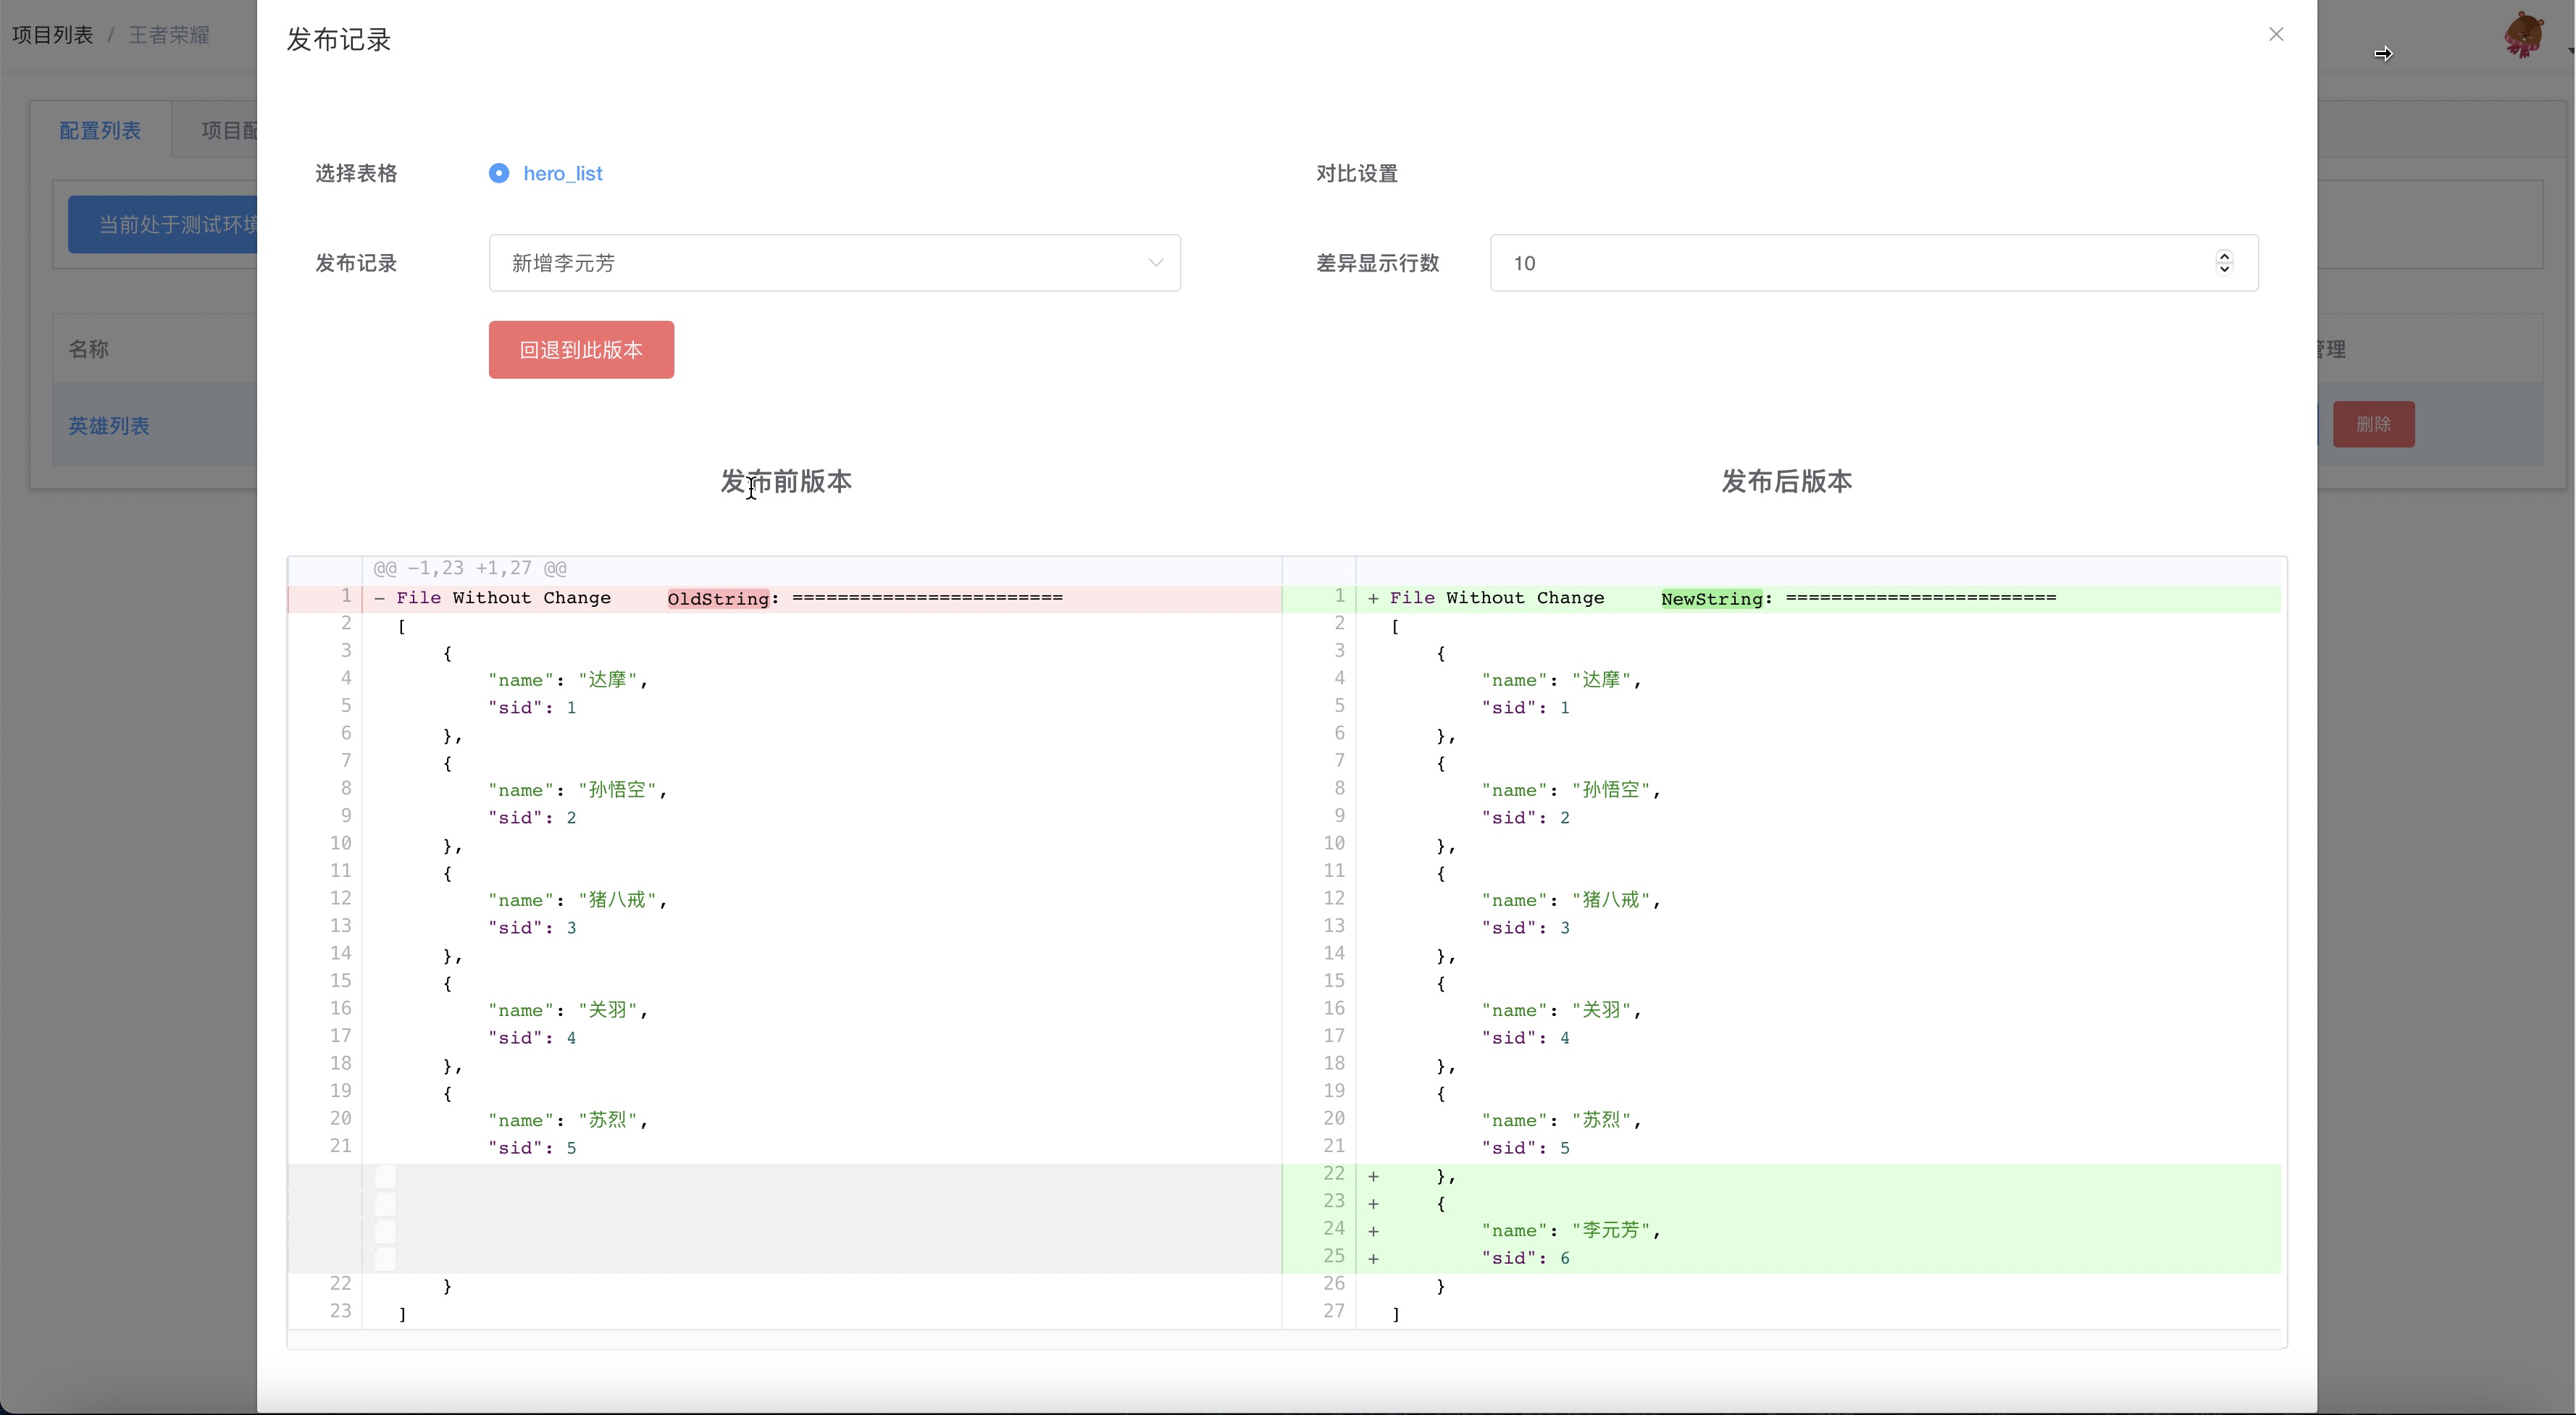 项目列表 / 王者荣耀
发布记录
配置列表
项目配
选择表格
hero_list
对比设置
当前处于测试环境
发布记录
新增李元芳
差异显示行数
10
回退到此版本
名称
管理
英雄列表
删除
发布前版本
发布后版本
@@ -1,23 +1,27 @@
1 - File Without Change OldString: ========================
2 [
3 {
4 "name": "达摩",
5 "sid": 1
6 },
7 {
8 "name": "孙悟空",
9 "sid": 2
10 },
11 {
12 "name": "猪八戒",
13 "sid": 3
14 },
15 {
16 "name": "关羽",
17 "sid": 4
18 },
19 {
20 "name": "苏烈",
21 "sid": 5
22 }
23 ]
1 + File Without Change NewString: ========================
2 [
3 {
4 "name": "达摩",
5 "sid": 1
6 },
7 {
8 "name": "孙悟空",
9 "sid": 2
10 },
11 {
12 "name": "猪八戒",
13 "sid": 3
14 },
15 {
16 "name": "关羽",
17 "sid": 4
18 },
19 {
20 "name": "苏烈",
21 "sid": 5
22 + },
23 + {
24 + "name": "李元芳",
25 + "sid": 6
26 }
27 ]